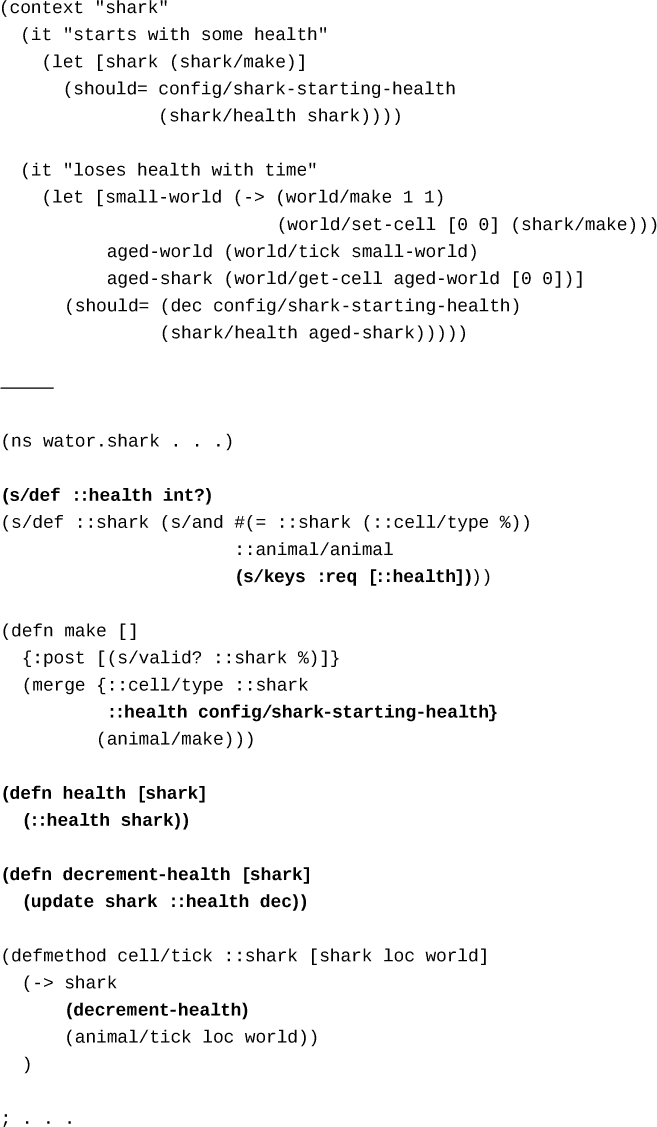 (context "shark"
  (it "starts with some health"
    (let [shark (shark/make)]
      (should= config/shark-starting-health
               (shark/health shark))))

  (it "loses health with time"
    (let [small-world (-> (world/make 1 1)
                          (world/set-cell [0 0] (shark/make)))
          aged-world (world/tick small-world)
          aged-shark (world/get-cell aged-world [0 0])]
      (should= (dec config/shark-starting-health)
               (shark/health aged-shark)))))

_____

(ns wator.shark . . .)

(s/def ::health int?)
(s/def ::shark (s/and #(= ::shark (::cell/type %))
                      ::animal/animal
                      (s/keys :req [::health])))

(defn make []
  {:post [(s/valid? ::shark %)]}
  (merge {::cell/type ::shark
          ::health config/shark-starting-health}
         (animal/make)))

(defn health [shark]
  (::health shark))

(defn decrement-health [shark]
  (update shark ::health dec))

(defmethod cell/tick ::shark [shark loc world]
  (-> shark
      (decrement-health)
      (animal/tick loc world))
  )

; . . .